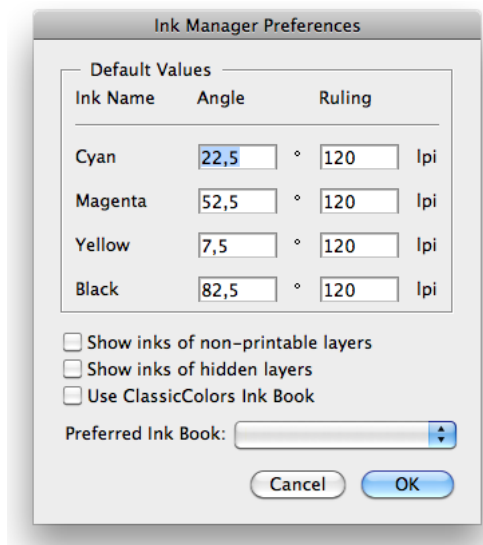 Ink Manager Preferences
Default Values
Ink Name Angle Ruling
Cyan 22,5 ° 120 lpi
Magenta 52,5 ° 120 lpi
Yellow 7,5 ° 120 lpi
Black 82,5 ° 120 lpi
Show inks of non-printable layers
Show inks of hidden layers
Use ClassicColors Ink Book
Preferred Ink Book:
Cancel OK